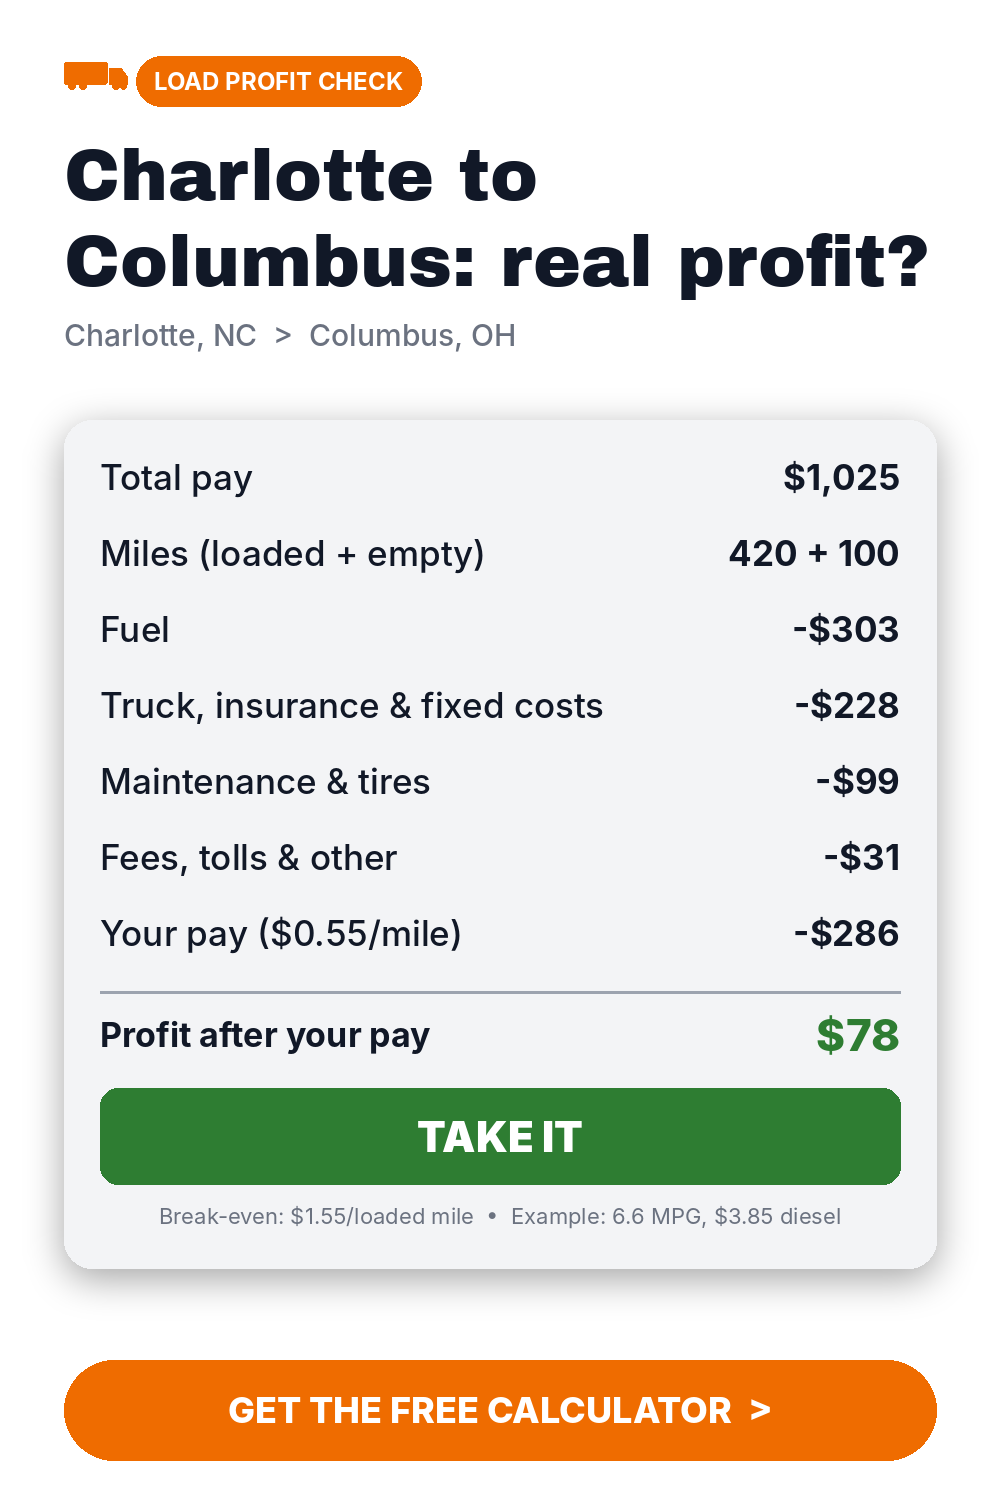 LOAD PROFIT CHECK
Charlotte to
Columbus: real profit?
Charlotte, NC > Columbus, OH
Total pay $1,025
Miles (loaded + empty) 420 + 100
Fuel -$303
Truck, insurance & fixed costs -$228
Maintenance & tires -$99
Fees, tolls & other -$31
Your pay ($0.55/mile) -$286
Profit after your pay $78
TAKE IT
Break-even: $1.55/loaded mile • Example: 6.6 MPG, $3.85 diesel
GET THE FREE CALCULATOR >